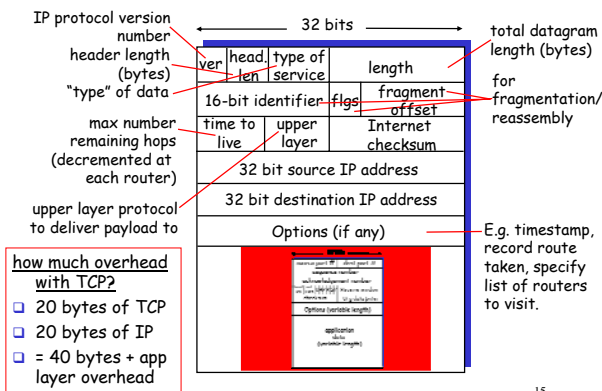 IP protocol version
number
header length
(bytes)
"type" of data
max number
remaining hops
(decremented at
each router)
upper layer protocol
to deliver payload to
how much overhead
with TCP?
20 bytes of TCP
20 bytes of IP
= 40 bytes + app
layer overhead
32 bits
ver
head.
len
type of
service
length
16-bit identifier
flgs
fragment
offset
time to
live
upper
layer
Internet
checksum
32 bit source IP address
32 bit destination IP address
Options (if any)
sequence number
acknowledgement number
Options (variable length)
application
data
(variable length)
total datagram
length (bytes)
for
fragmentation/
reassembly
E.g. timestamp,
record route
taken, specify
list of routers
to visit.